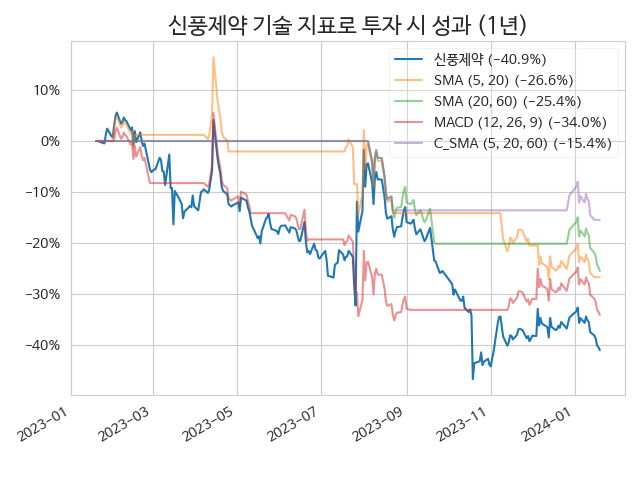 신풍제약 기술 지표로 투자 시 성과 (1년)
신풍제약 (−40.9%)
SMA (5, 20) (−26.6%)
SMA (20, 60) (−25.4%)
MACD (12, 26, 9) (−34.0%)
C_SMA (5, 20, 60) (−15.4%)
10%
0%
−10%
−20%
−30%
−40%
2023−01
2023−03
2023−05
2023−07
2023−09
2023−11
2024−01